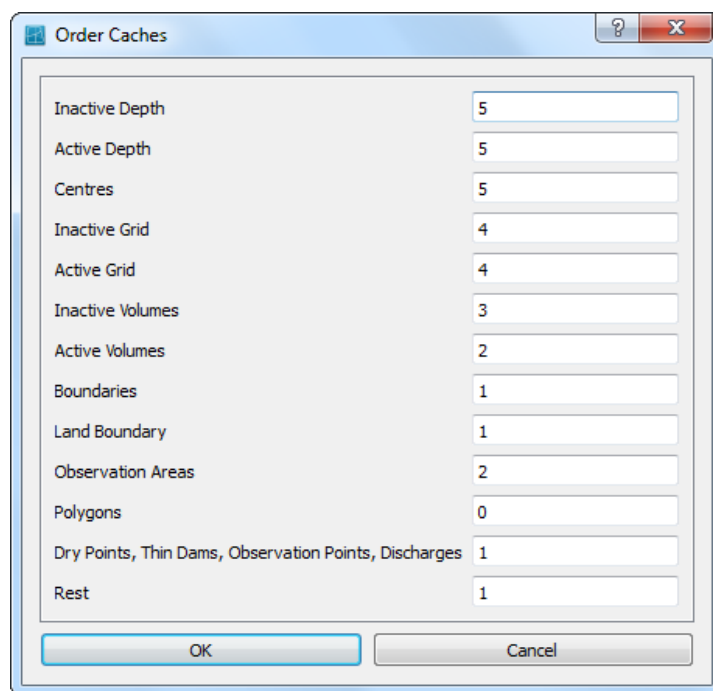 Order Caches
?
X
Inactive Depth 5
Active Depth 5
Centres 5
Inactive Grid 4
Active Grid 4
Inactive Volumes 3
Active Volumes 2
Boundaries 1
Land Boundary 1
Observation Areas 2
Polygons 0
Dry Points, Thin Dams, Observation Points, Discharges 1
Rest 1
OK Cancel